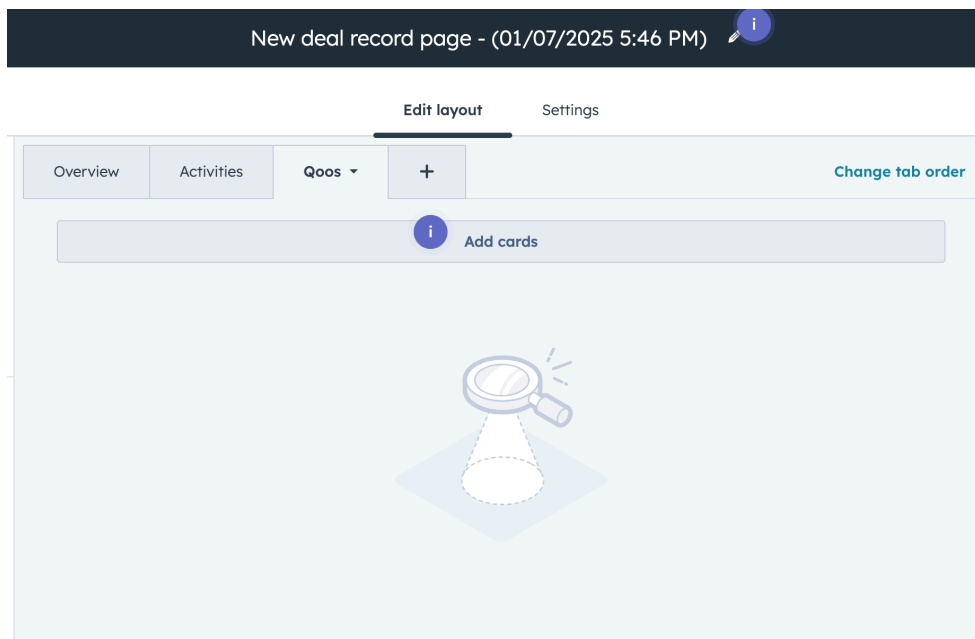 New deal record page - (01/07/2025 5:46 PM)
i
Edit layout Settings
Overview Activities Qoos + Change tab order
i Add cards